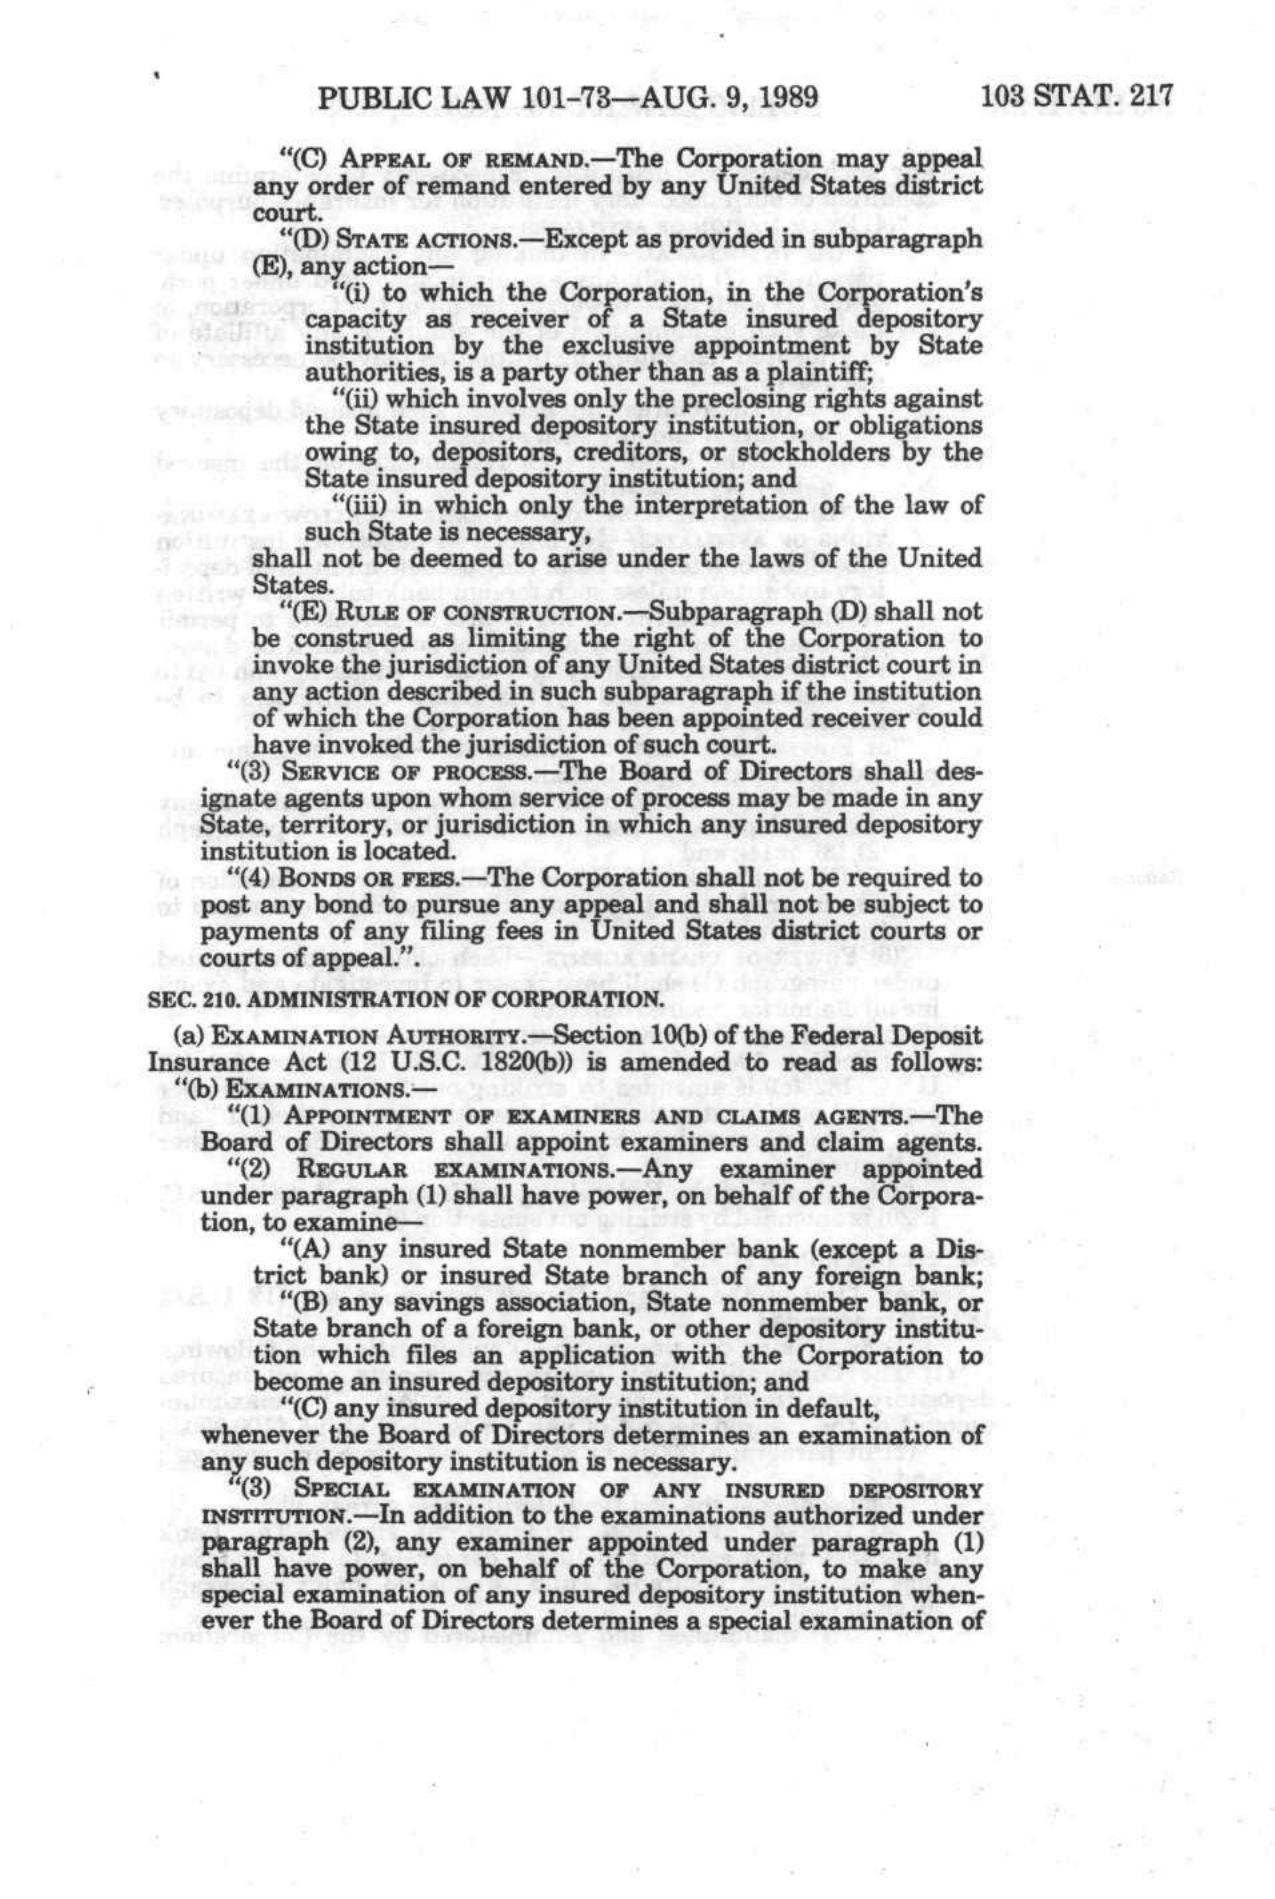 PUBLIC LAW 101-73—AUG. 9, 1989 103 STAT. 217
"(C) APPEAL OF REMAND.—The Corporation may appeal
any order of remand entered by any United States district
court.
"(D) STATE ACTIONS.—Except as provided in subparagraph
(E), any action—
"(i) to which the Corporation, in the Corporation's
capacity as receiver of a State insured depository
institution by the exclusive appointment by State
authorities, is a party other than as a plaintiff;
"(ii) which involves only the preclosing rights against
the State insured depository institution, or obligations
owing to, depositors, creditors, or stockholders by the
State insured depository institution; and
"(iii) in which only the interpretation of the law of
such State is necessary,
shall not be deemed to arise under the laws of the United
States.
"(E) RULE OF CONSTRUCTION.—Subparagraph (D) shall not
be construed as limiting the right of the Corporation to
invoke the jurisdiction of any United States district court in
any action described in such subparagraph if the institution
of which the Corporation has been appointed receiver could
have invoked the jurisdiction of such court.
"(3) SERVICE OF PROCESS.—The Board of Directors shall des-
ignate agents upon whom service of process may be made in any
State, territory, or jurisdiction in which any insured depository
institution is located.
"(4) BONDS OR FEES.—The Corporation shall not be required to
post any bond to pursue any appeal and shall not be subject to
payments of any filing fees in United States district courts or
courts of appeal.".
SEC. 210. ADMINISTRATION OF CORPORATION.
(a) EXAMINATION AUTHORITY.—Section 10(b) of the Federal Deposit
Insurance Act (12 U.S.C. 1820(b)) is amended to read as follows:
"(b) EXAMINATIONS.—
"(1) APPOINTMENT OF EXAMINERS AND CLAIMS AGENTS.—The
Board of Directors shall appoint examiners and claim agents.
"(2) REGULAR EXAMINATIONS.—Any examiner appointed
under paragraph (1) shall have power, on behalf of the Corpora-
tion, to examine—
"(A) any insured State nonmember bank (except a Dis-
trict bank) or insured State branch of any foreign bank;
"(B) any savings association, State nonmember bank, or
State branch of a foreign bank, or other depository institu-
tion which files an application with the Corporation to
become an insured depository institution; and
"(C) any insured depository institution in default,
whenever the Board of Directors determines an examination of
any such depository institution is necessary.
"(3) SPECIAL EXAMINATION OF ANY INSURED DEPOSITORY
INSTITUTION.—In addition to the examinations authorized under
paragraph (2), any examiner appointed under paragraph (1)
shall have power, on behalf of the Corporation, to make any
special examination of any insured depository institution when-
ever the Board of Directors determines a special examination of